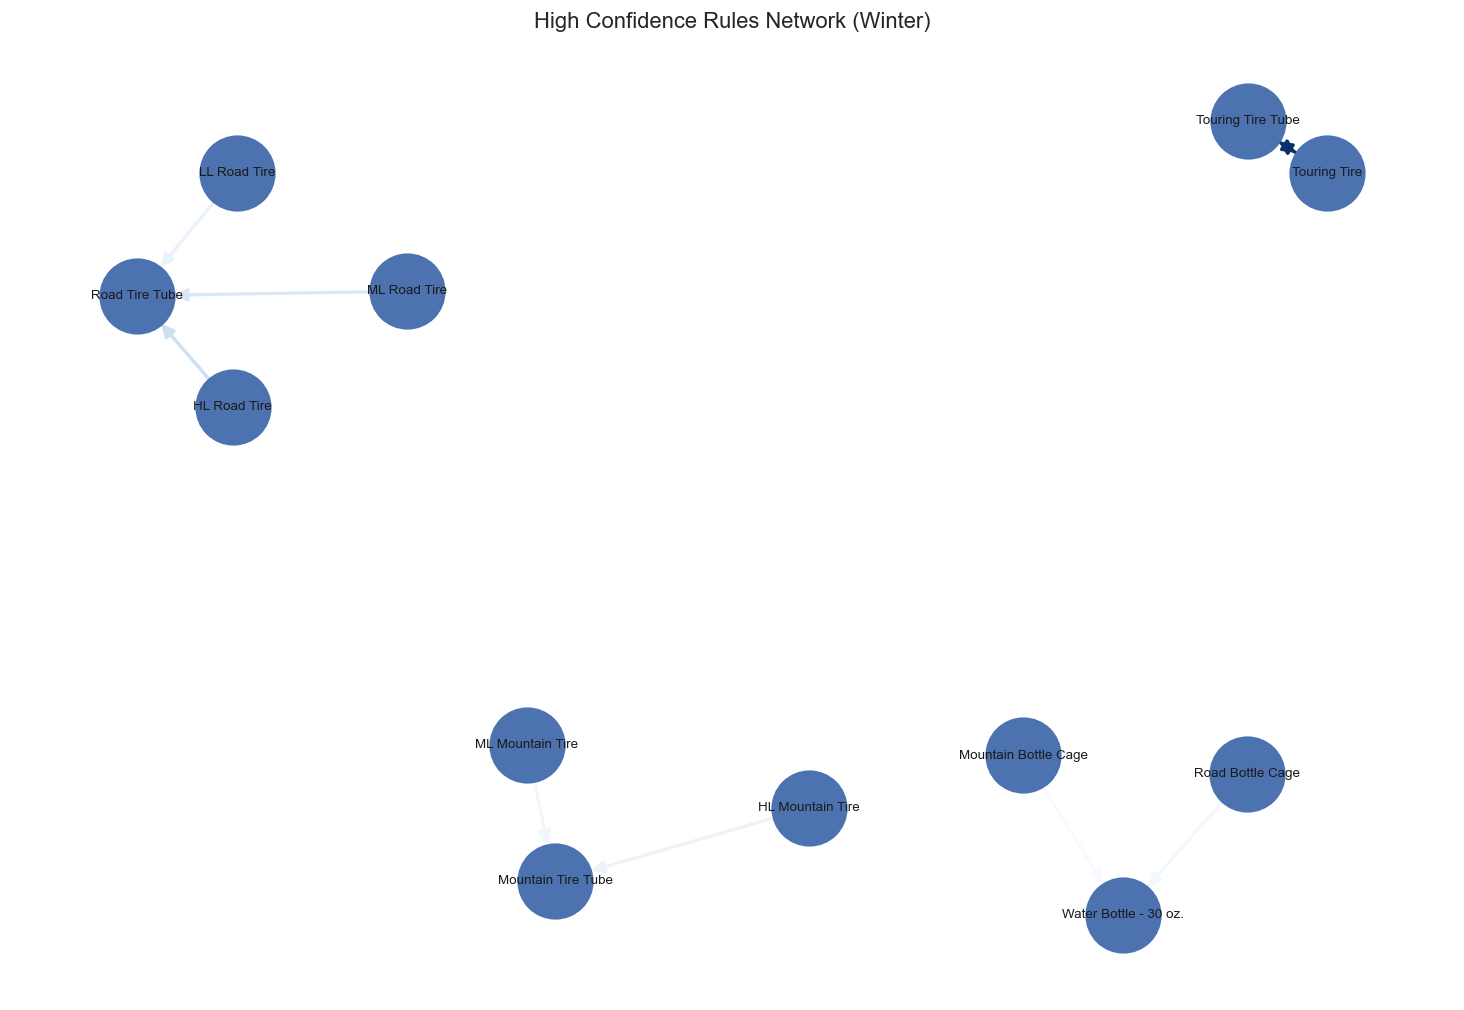 High Confidence Rules Network (Winter)
Touring Tire Tube
Touring Tire
LL Road Tire
ML Road Tire
Road Tire Tube
HL Road Tire
ML Mountain Tire
Mountain Bottle Cage
Road Bottle Cage
HL Mountain Tire
Mountain Tire Tube
Water Bottle - 30 oz.